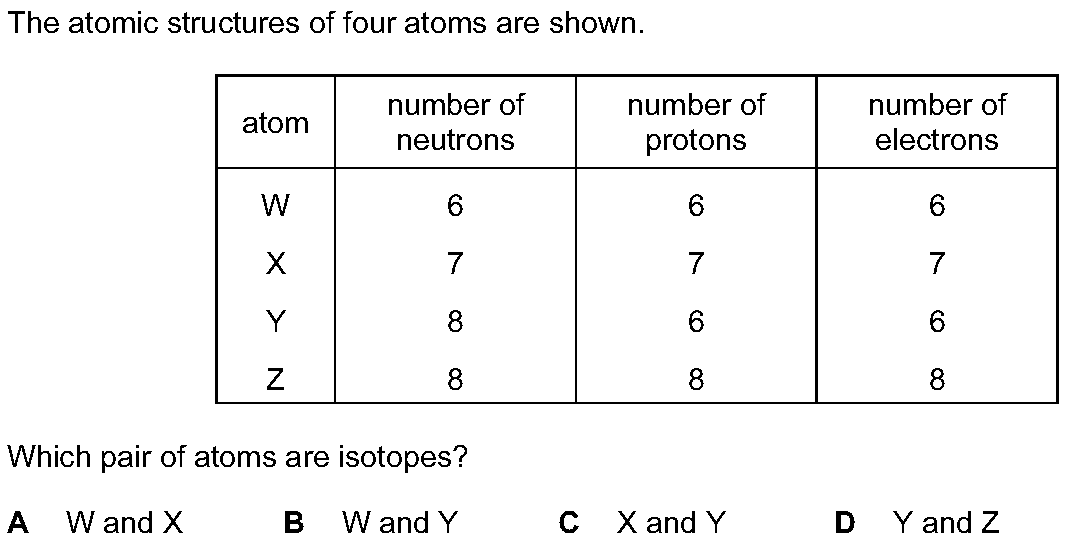 The atomic structures of four atoms are shown.
atom number of neutrons number of protons number of electrons
W 6 6 6
X 7 7 7
Y 8 6 6
Z 8 8 8
Which pair of atoms are isotopes?
A W and X B W and Y C X and Y D Y and Z